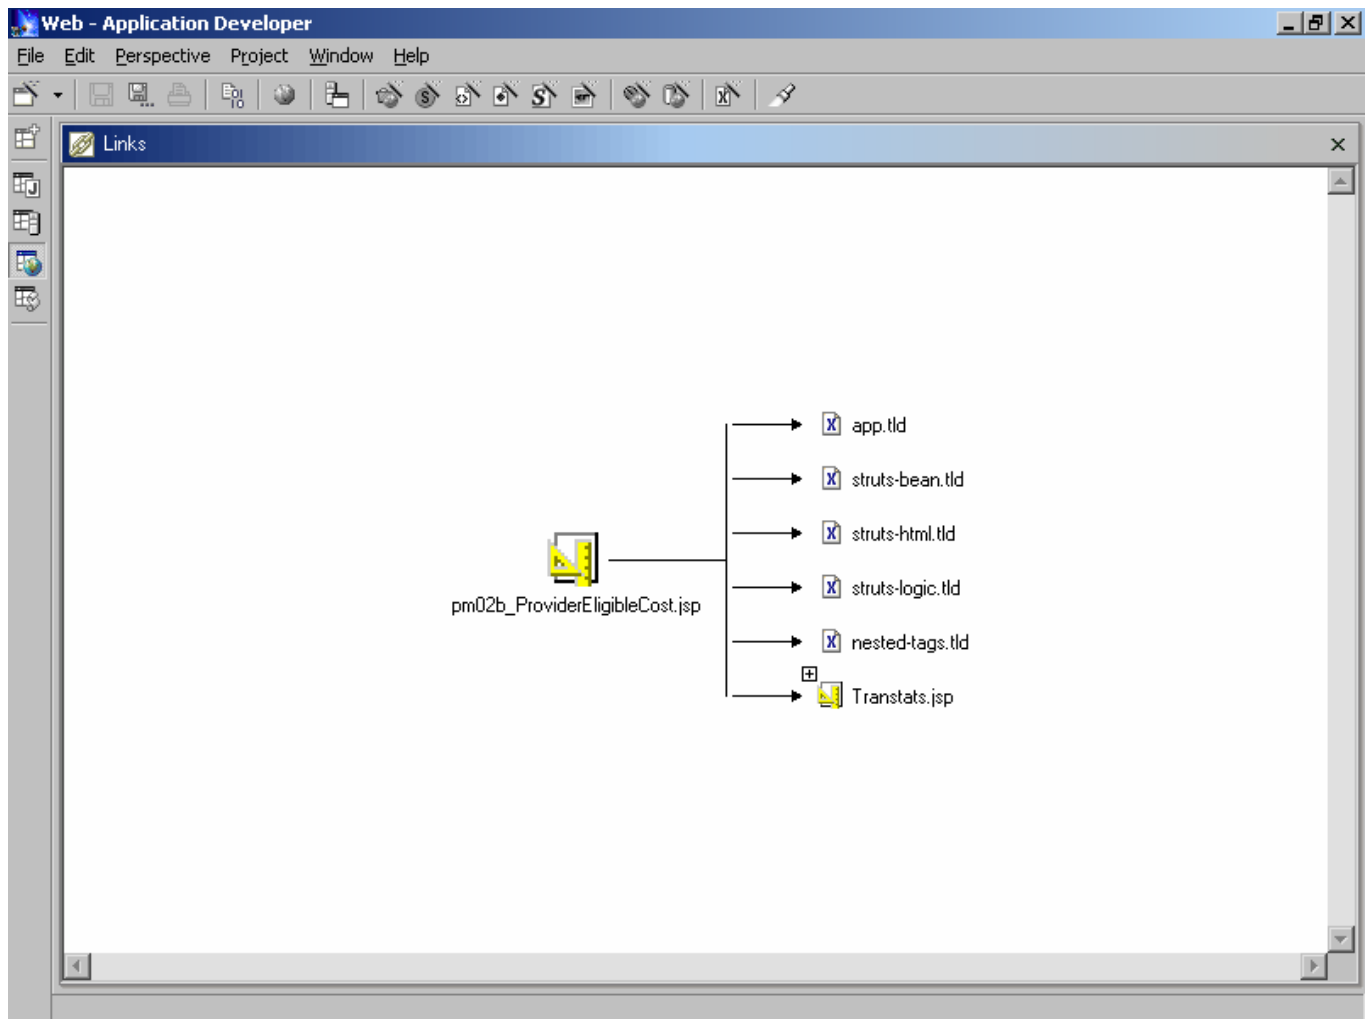 Web - Application Developer
File Edit Perspective Project Window Help
Links
app.tld
struts-bean.tld
struts-html.tld
struts-logic.tld
nested-tags.tld
Transtats.jsp
pm02b_ProviderEligibleCost.jsp